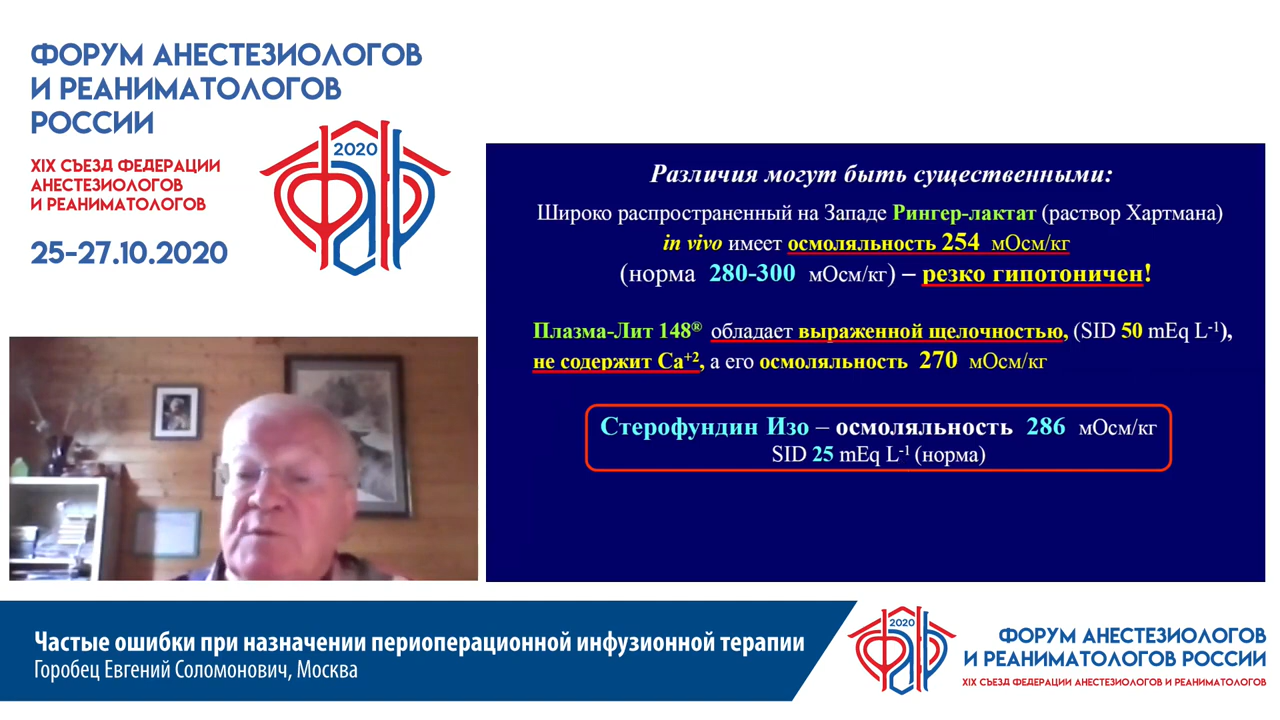 ФОРУМ АНЕСТЕЗИОЛОГОВ
И РЕАНИМАТОЛОГОВ
РОССИИ
XIX СЪЕЗД ФЕДЕРАЦИИ
АНЕСТЕЗИОЛОГОВ
И РЕАНИМАТОЛОГОВ
25-27.10.2020
2020
ФАР
Различия могут быть существенными:
Широко распространенный на Западе Рингер-лактат (раствор Хартмана)
in vivo имеет осмоляльность 254 мОсм/кг
(норма 280-300 мОсм/кг) – резко гипотоничен!
Плазма-Лит 148® обладает выраженной щелочностью, (SID 50 mEq L⁻¹),
не содержит Ca⁺², а его осмоляльность 270 мОсм/кг
Стерофундин Изо – осмоляльность 286 мОсм/кг
SID 25 mEq L⁻¹ (норма)
Частые ошибки при назначении периоперационной инфузионной терапии
Горобец Евгений Соломонович, Москва
2020
ФАР
ФОРУМ АНЕСТЕЗИОЛОГОВ
И РЕАНИМАТОЛОГОВ РОССИИ
XIX СЪЕЗД ФЕДЕРАЦИИ АНЕСТЕЗИОЛОГОВ И РЕАНИМАТОЛОГОВ